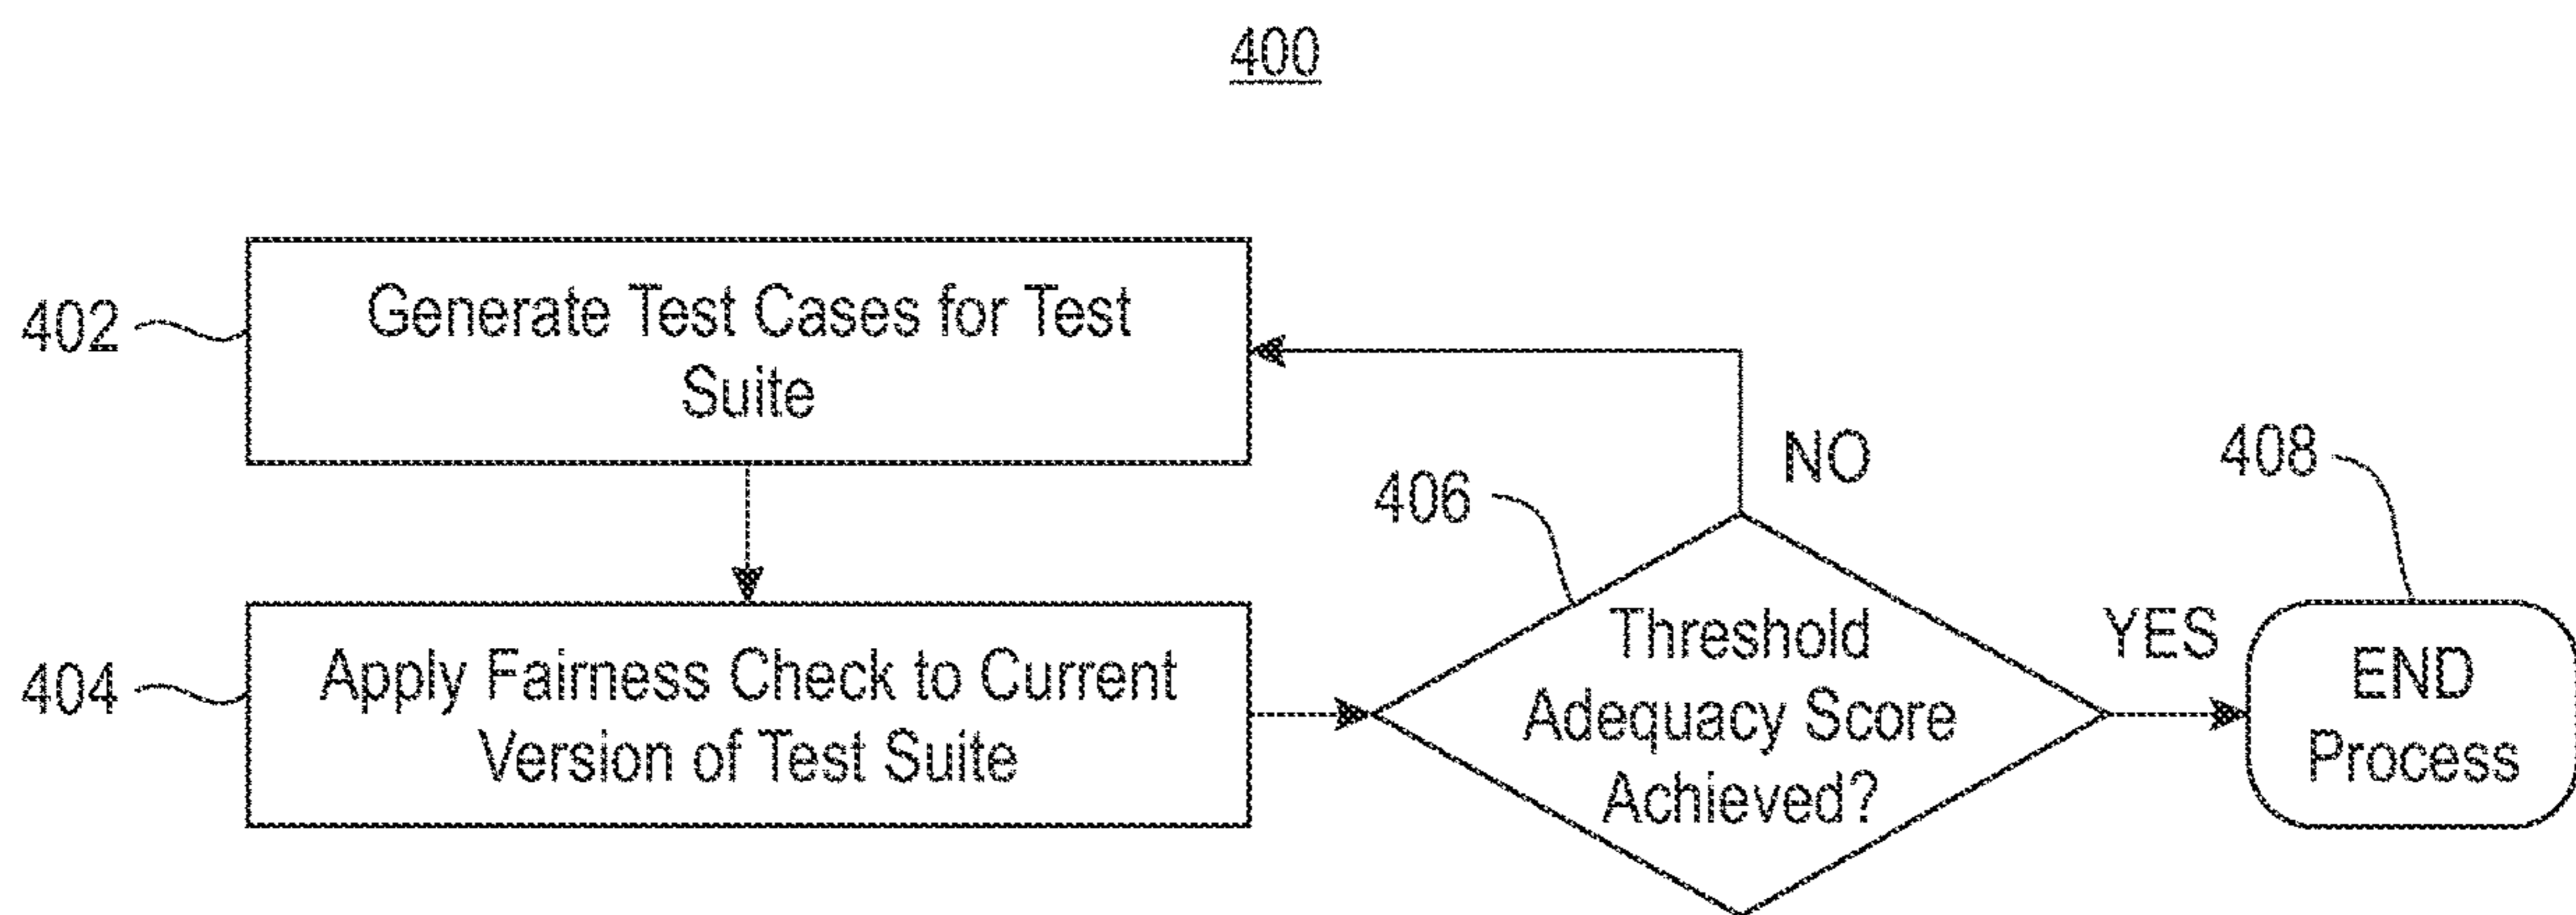 400
402
Generate Test Cases for Test
Suite
404
Apply Fairness Check to Current
Version of Test Suite
406
Threshold
Adequacy Score
Achieved?
NO
YES
408
END
Process